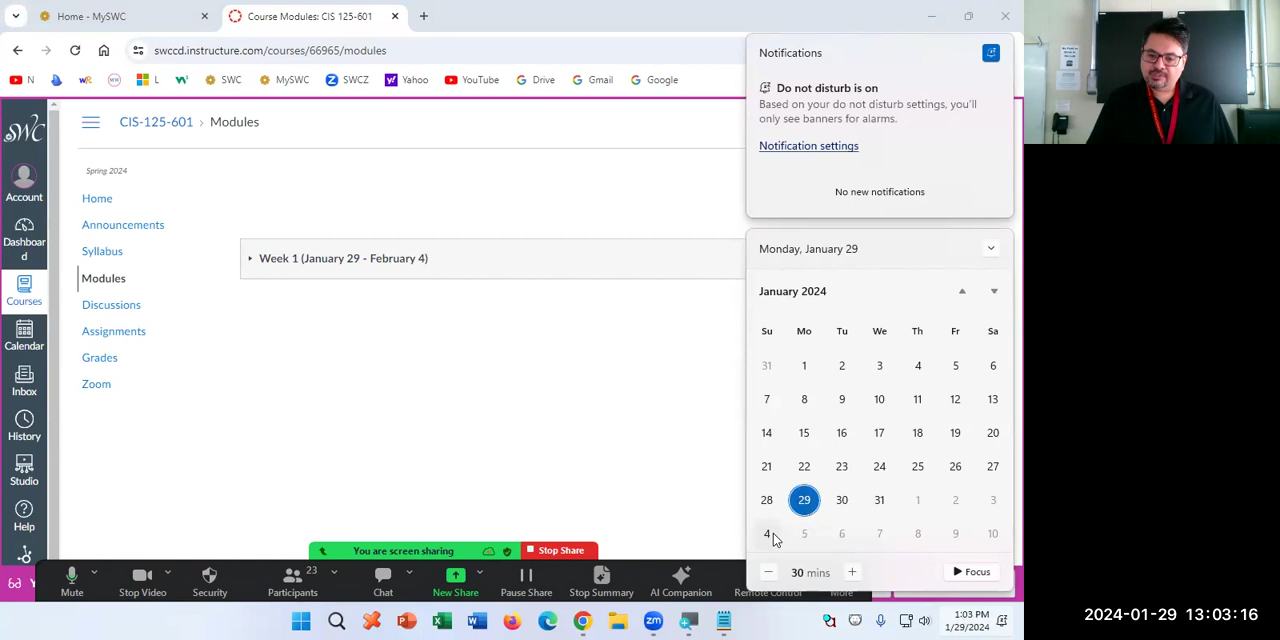 Home - MySWC
Course Modules: CIS 125-601
swccd.instructure.com/courses/66965/modules
N
L
SWC
MySWC
SWCZ
Yahoo
YouTube
Drive
Gmail
Google
SWC
Account
Dashboar
d
Courses
Calendar
Inbox
History
Studio
Help
CIS-125-601 › Modules
Spring 2024
Home
Announcements
Syllabus
Modules
Discussions
Assignments
Grades
Zoom
Week 1 (January 29 - February 4)
Notifications
Do not disturb is on
Based on your do not disturb settings, you'll
only see banners for alarms.
Notification settings
No new notifications
Monday, January 29
January 2024
Su Mo Tu We Th Fr Sa
31 1 2 3 4 5 6
7 8 9 10 11 12 13
14 15 16 17 18 19 20
21 22 23 24 25 26 27
28 29 30 31 1 2 3
4 5 6 7 8 9 10
30 mins
Focus
You are screen sharing
Stop Share
Mute
Stop Video
Security
23
Participants
Chat
New Share
Pause Share
Stop Summary
AI Companion
Remote Control
More
1:03 PM
1/29/2024
2024-01-29 13:03:16